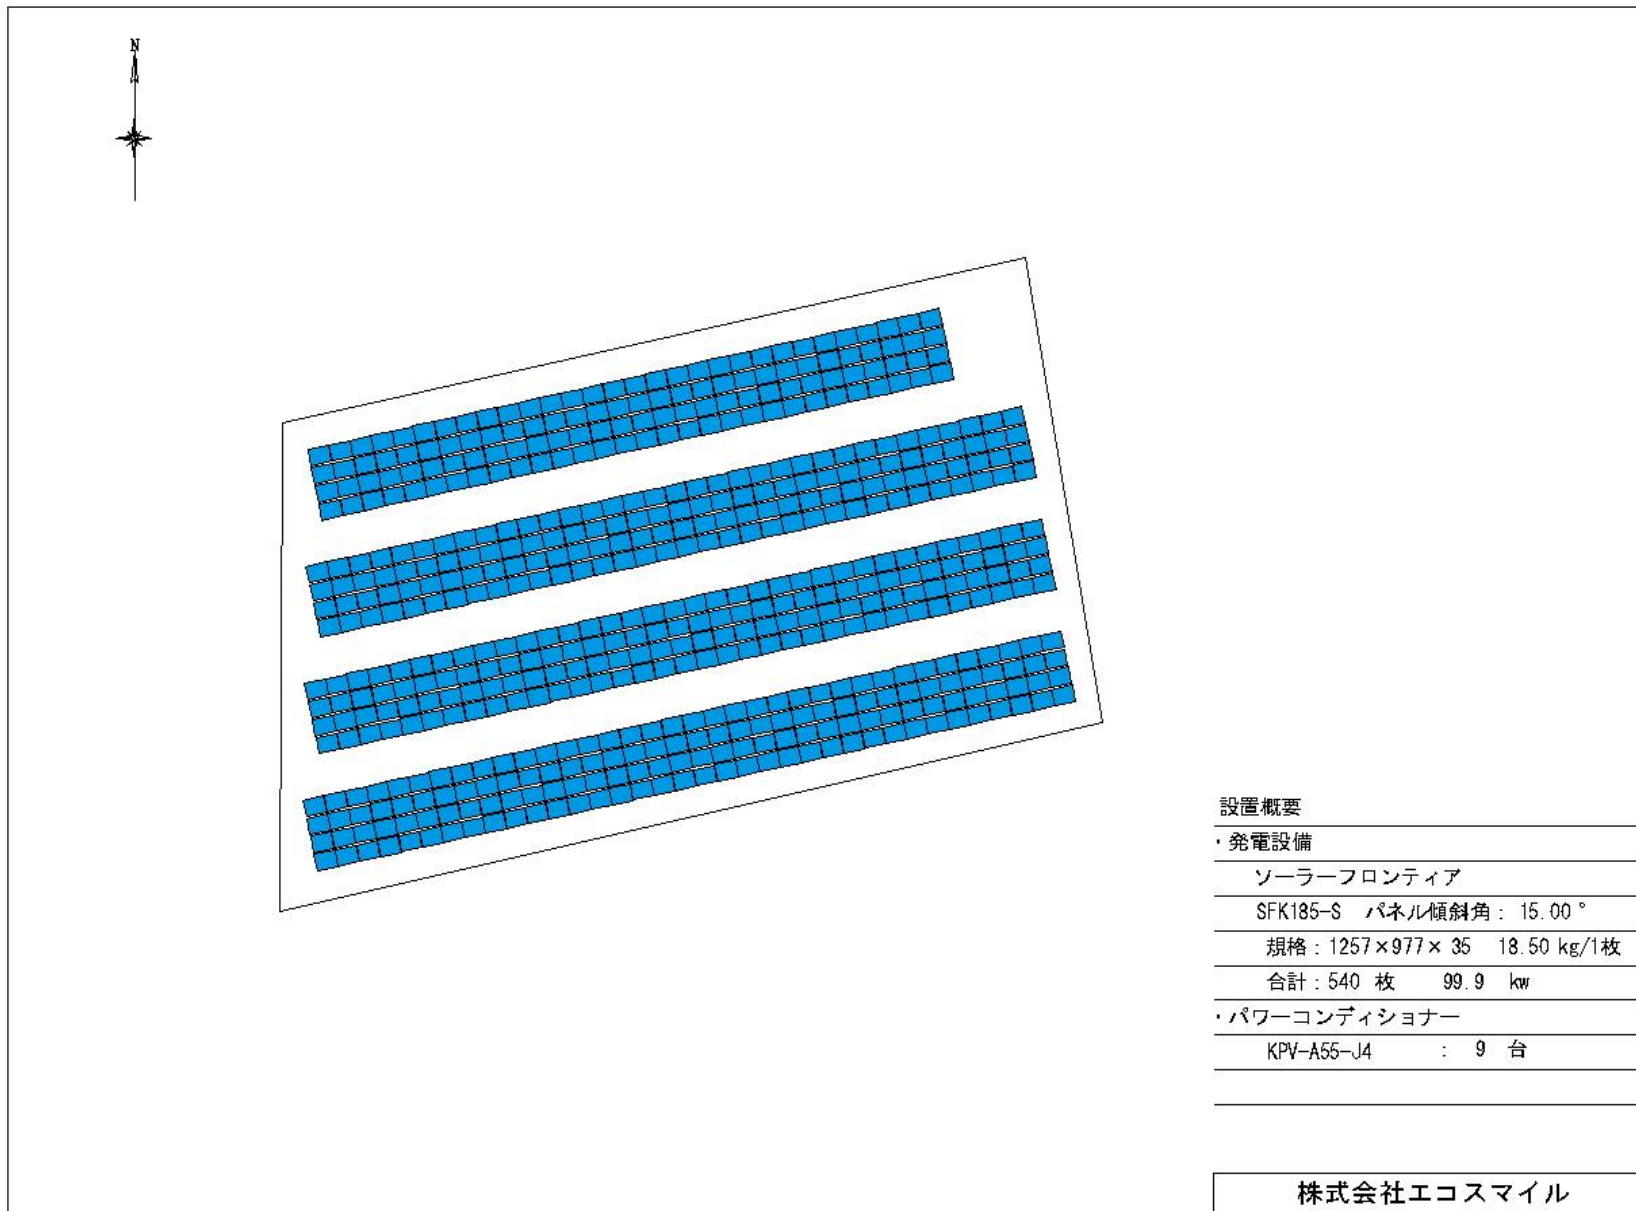 N
設置概要
・発電設備
ソーラーフロンティア
SFK185-S パネル傾斜角: 15.00°
規格:1257×977× 35 18.50 kg/1枚
合計:540 枚 99.9 kw
・パワーコンディショナー
KPV-A55-J4 : 9 台
株式会社エコスマイル